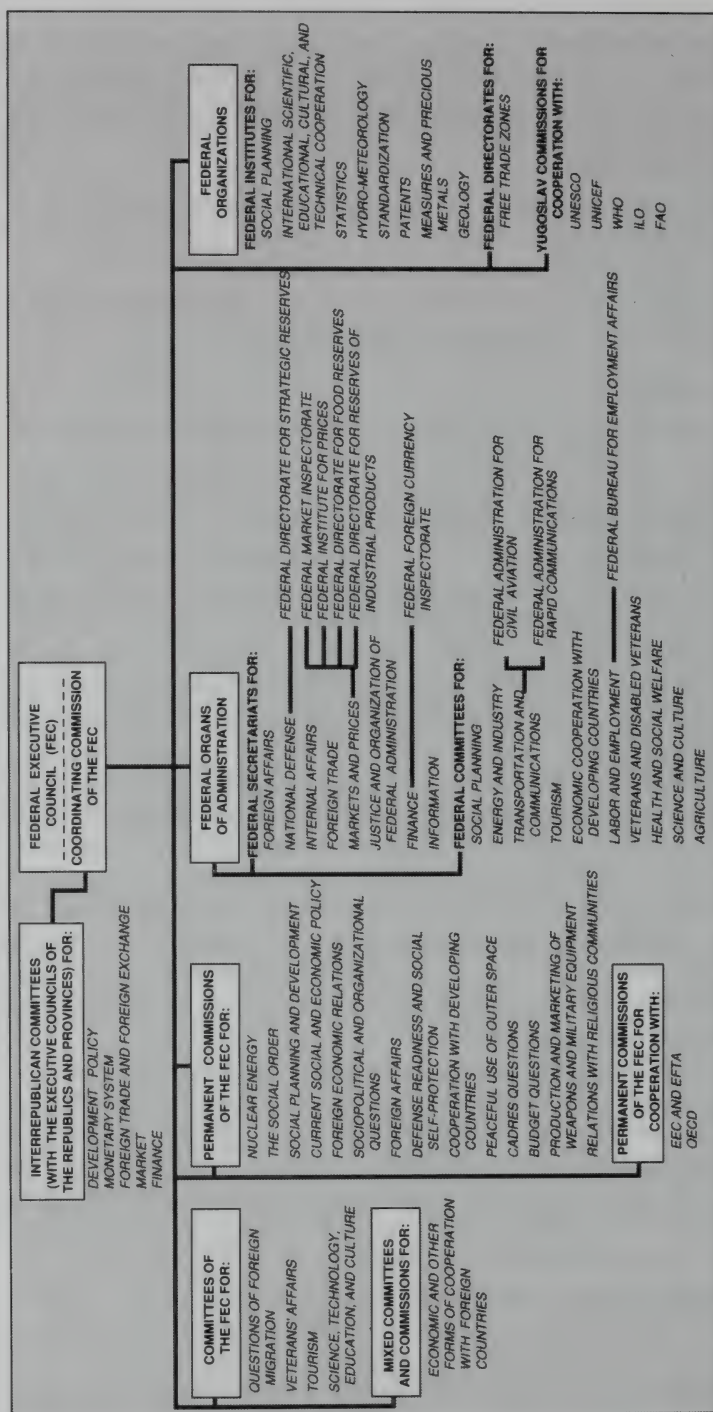 INTERREPUBLICAN COMMITTEES
(WITH THE EXECUTIVE COUNCILS OF
THE REPUBLICS AND PROVINCES) FOR:
DEVELOPMENT POLICY
MONETARY SYSTEM
FOREIGN TRADE AND FOREIGN EXCHANGE
MARKET
FINANCE
FEDERAL EXECUTIVE
COUNCIL (FEC)
COORDINATING COMMISSION
OF THE FEC
COMMITTEES OF
THE FEC FOR:
QUESTIONS OF FOREIGN
MIGRATION
VETERANS' AFFAIRS
TOURISM
SCIENCE, TECHNOLOGY,
EDUCATION, AND CULTURE
MIXED COMMITTEES
AND COMMISSIONS FOR:
ECONOMIC AND OTHER
FORMS OF COOPERATION
WITH FOREIGN
COUNTRIES
PERMANENT COMMISSIONS
OF THE FEC FOR:
NUCLEAR ENERGY
THE SOCIAL ORDER
SOCIAL PLANNING AND DEVELOPMENT
CURRENT SOCIAL AND ECONOMIC POLICY
FOREIGN ECONOMIC RELATIONS
SOCIOPOLITICAL AND ORGANIZATIONAL
QUESTIONS
FOREIGN AFFAIRS
DEFENSE READINESS AND SOCIAL
SELF-PROTECTION
COOPERATION WITH DEVELOPING
COUNTRIES
PEACEFUL USE OF OUTER SPACE
CADRES QUESTIONS
BUDGET QUESTIONS
PRODUCTION AND MARKETING OF
WEAPONS AND MILITARY EQUIPMENT
RELATIONS WITH RELIGIOUS COMMUNITIES
PERMANENT COMMISSIONS
OF THE FEC FOR
COOPERATION WITH:
EEC AND EFTA
OECD
FEDERAL ORGANS
OF ADMINISTRATION
FEDERAL SECRETARIATS FOR:
FOREIGN AFFAIRS
NATIONAL DEFENSE
FEDERAL DIRECTORATE FOR STRATEGIC RESERVES
INTERNAL AFFAIRS
FEDERAL MARKET INSPECTORATE
FEDERAL INSTITUTE FOR PRICES
FOREIGN TRADE
FEDERAL DIRECTORATE FOR FOOD RESERVES
MARKETS AND PRICES
FEDERAL DIRECTORATE FOR RESERVES OF
INDUSTRIAL PRODUCTS
JUSTICE AND ORGANIZATION OF
FEDERAL ADMINISTRATION
FINANCE
FEDERAL FOREIGN CURRENCY
INSPECTORATE
INFORMATION
FEDERAL COMMITTEES FOR:
SOCIAL PLANNING
ENERGY AND INDUSTRY
TRANSPORTATION AND
COMMUNICATIONS
FEDERAL ADMINISTRATION FOR
CIVIL AVIATION
FEDERAL ADMINISTRATION FOR
RAPID COMMUNICATIONS
TOURISM
ECONOMIC COOPERATION WITH
DEVELOPING COUNTRIES
LABOR AND EMPLOYMENT
FEDERAL BUREAU FOR EMPLOYMENT AFFAIRS
VETERANS AND DISABLED VETERANS
HEALTH AND SOCIAL WELFARE
SCIENCE AND CULTURE
AGRICULTURE
FEDERAL
ORGANIZATIONS
FEDERAL INSTITUTES FOR:
SOCIAL PLANNING
INTERNATIONAL SCIENTIFIC,
EDUCATIONAL, CULTURAL, AND
TECHNICAL COOPERATION
STATISTICS
HYDRO-METEOROLOGY
STANDARDIZATION
PATENTS
MEASURES AND PRECIOUS
METALS
GEOLOGY
FEDERAL DIRECTORATES FOR:
FREE TRADE ZONES
YUGOSLAV COMMISSIONS FOR
COOPERATION WITH:
UNESCO
UNICEF
WHO
ILO
FAO